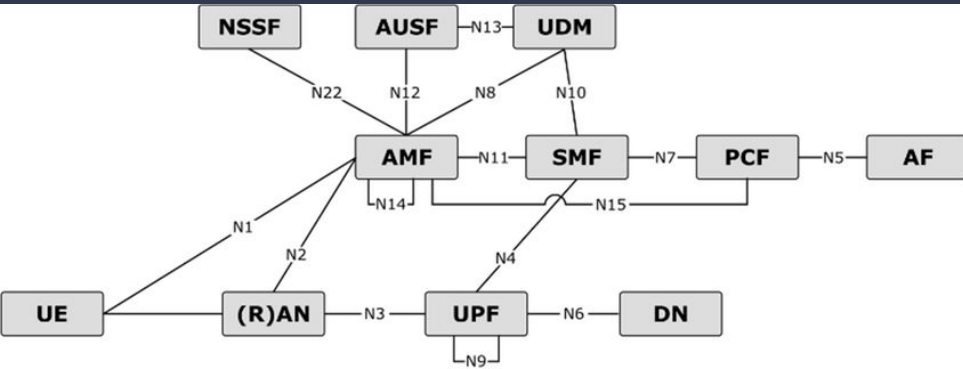 NSSF AUSF N13 UDM
N22 N12 N8 N10
AMF N11 SMF N7 PCF N5 AF
N14 N15
N1
N2 N4
UE (R)AN N3 UPF N6 DN
N9